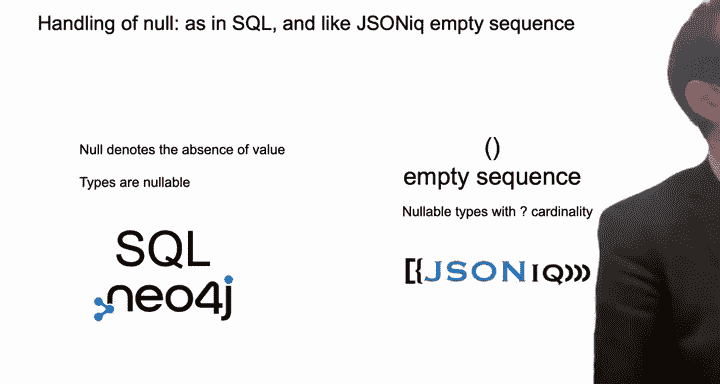 Handling of null: as in SQL, and like JSONiq empty sequence
Null denotes the absence of value
Types are nullable
SQL
neo4j
()
empty sequence
Nullable types with ? cardinality
[{JSONIQ)))